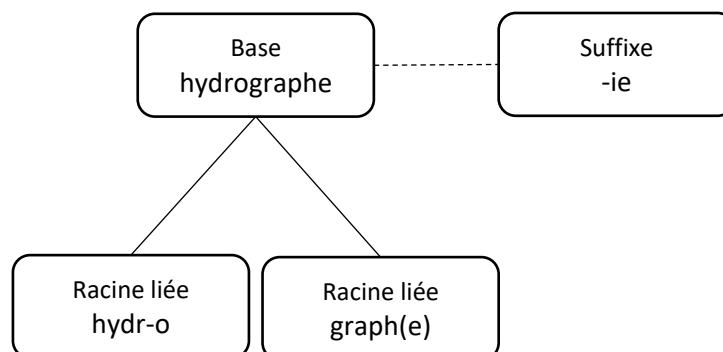 Base
hydrographe
Suffixe
-ie
Racine liée
hydr-o
Racine liée
graph(e)